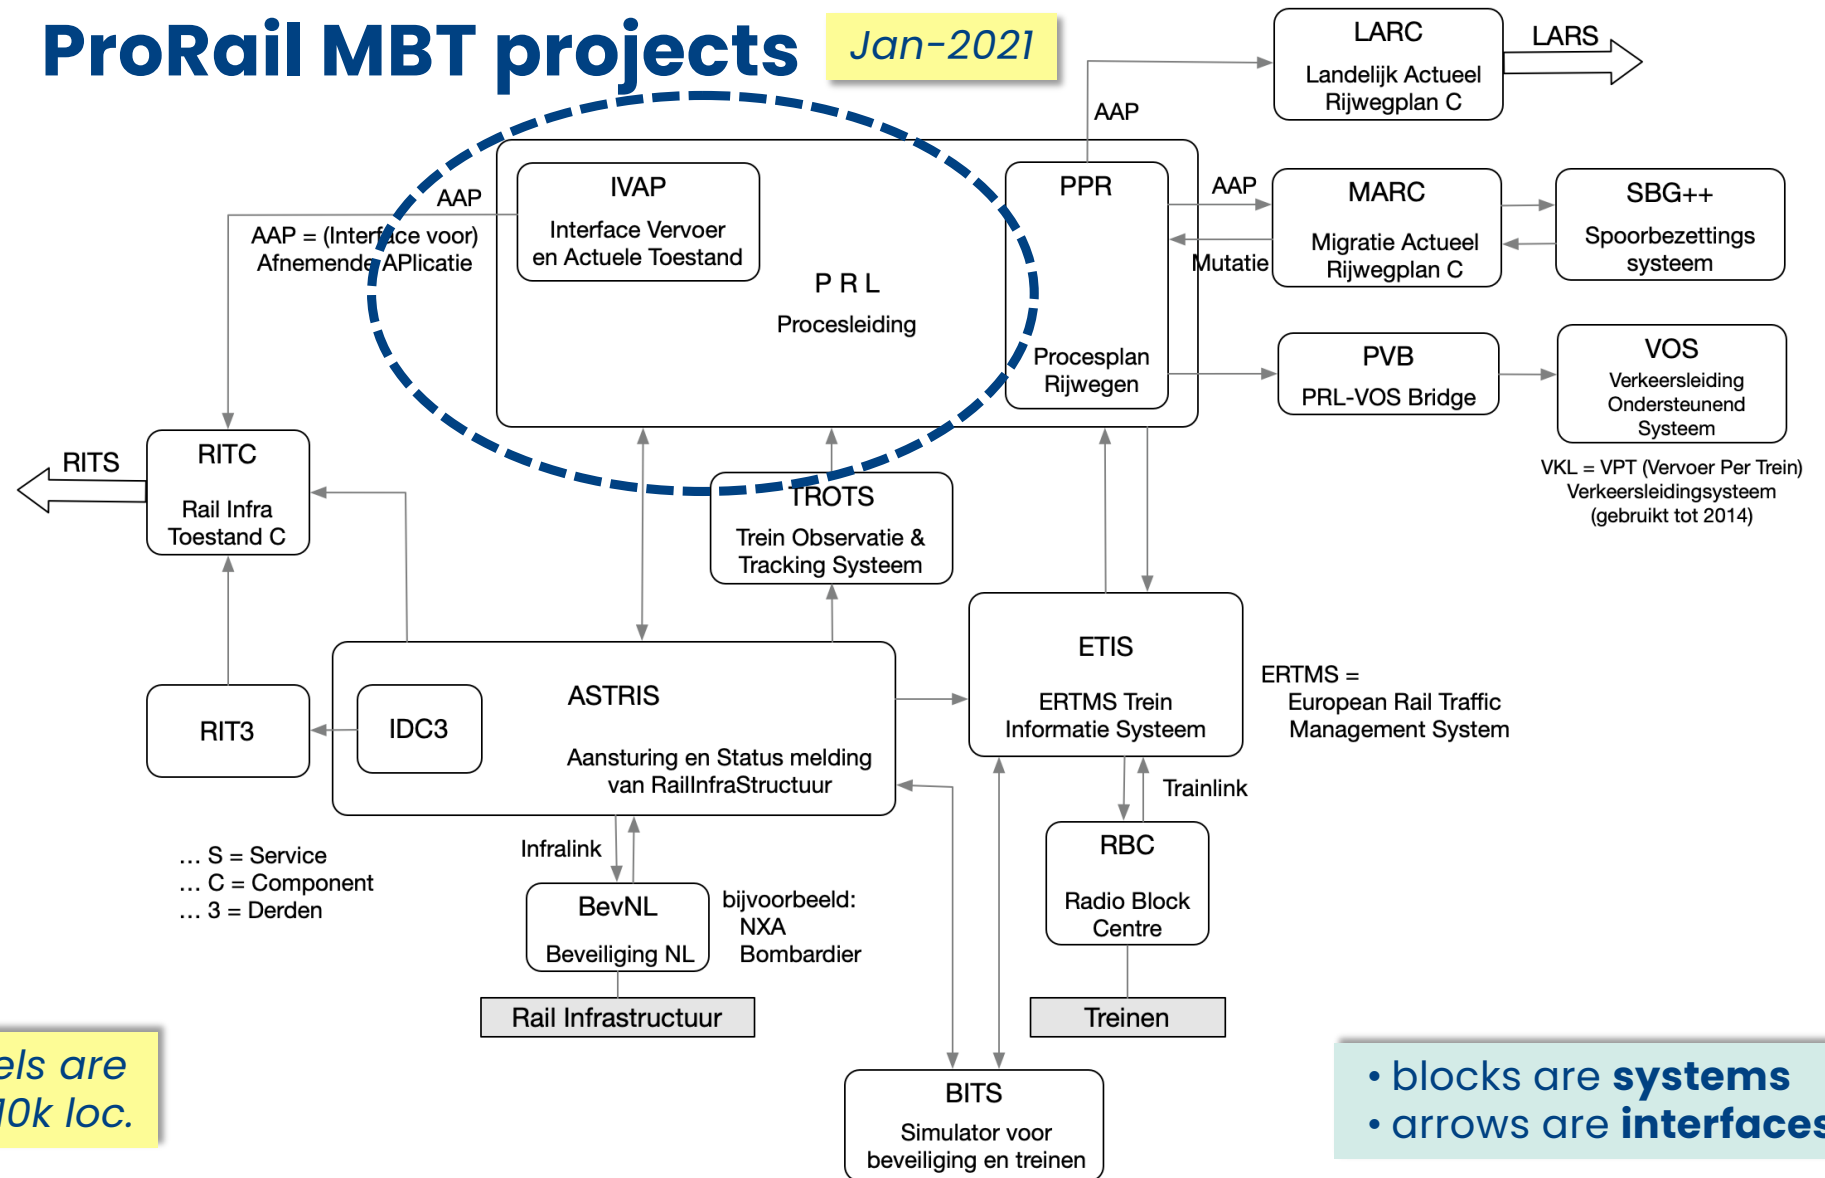 ProRail MBT projects
Jan-2021
LARC
Landelijk Actueel
Rijwegplan C
LARS
AAP
IVAP
Interface Vervoer
en Actuele Toestand
AAP
AAP = (Interface voor)
Afnemende APlicatie
P R L
Procesleiding
PPR
Procesplan
Rijwegen
AAP
Mutatie
MARC
Migratie Actueel
Rijwegplan C
SBG++
Spoorbezettings
systeem
PVB
PRL-VOS Bridge
VOS
Verkeersleiding
Ondersteunend
Systeem
VKL = VPT (Vervoer Per Trein)
Verkeersleidingsysteem
(gebruikt tot 2014)
RITS
RITC
Rail Infra
Toestand C
TROTS
Trein Observatie &
Tracking Systeem
RIT3
IDC3
ASTRIS
Aansturing en Status melding
van RailInfraStructuur
ETIS
ERTMS Trein
Informatie Systeem
ERTMS =
European Rail Traffic
Management System
Trainlink
Infralink
... S = Service
... C = Component
... 3 = Derden
BevNL
Beveiliging NL
bijvoorbeeld:
NXA
Bombardier
RBC
Radio Block
Centre
Rail Infrastructuur
Treinen
els are
10k loc.
BITS
Simulator voor
beveiliging en treinen
• blocks are systems
• arrows are interfaces